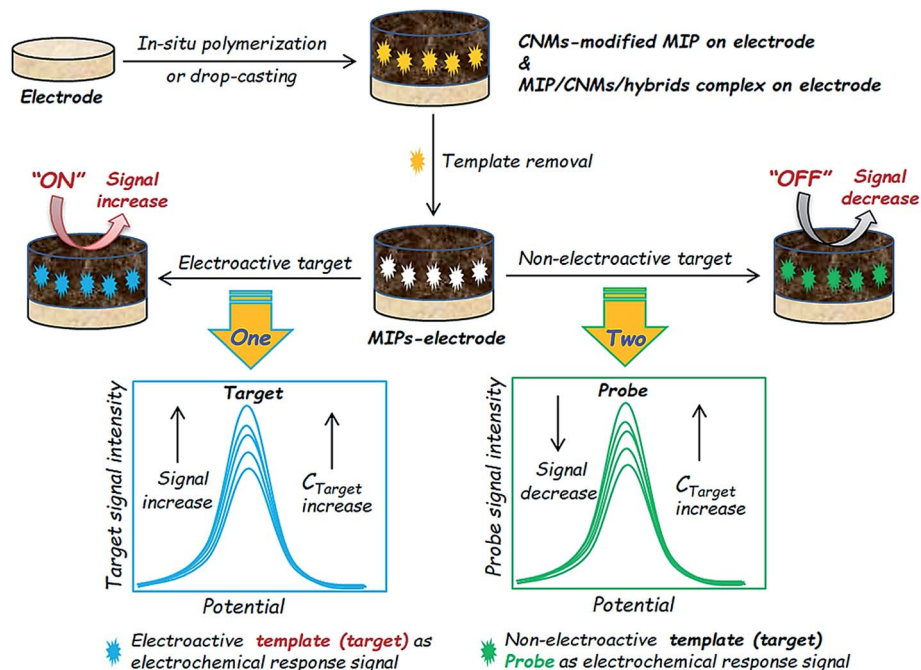 In-situ polymerization
or drop-casting
Electrode
CNMs-modified MIP on electrode
&
MIP/CNMs/hybrids complex on electrode
Template removal
"ON"
Signal
increase
"OFF"
Signal
decrease
Electroactive target
Non-electroactive target
MIPs-electrode
One
Two
Target signal intensity
Target
Signal
increase
CTarget
increase
Potential
Probe signal intensity
Probe
Signal
decrease
CTarget
increase
Potential
Electroactive template (target) as
electrochemical response signal
Non-electroactive template (target)
Probe as electrochemical response signal